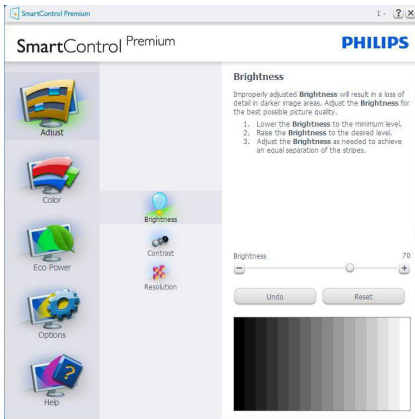 SmartControl Premium
1 - ? X
SmartControl Premium
PHILIPS
Adjust
Color
Eco Power
Options
Help
Brightness
Contrast
Resolution
Brightness
Improperly adjusted Brightness will result in a loss of
detail in darker image areas. Adjust the Brightness for
the best possible picture quality.
1. Lower the Brightness to the minimum level.
2. Raise the Brightness to the desired level.
3. Adjust the Brightness as needed to achieve
an equal separation of the stripes.
Brightness 70
- +
Undo Reset